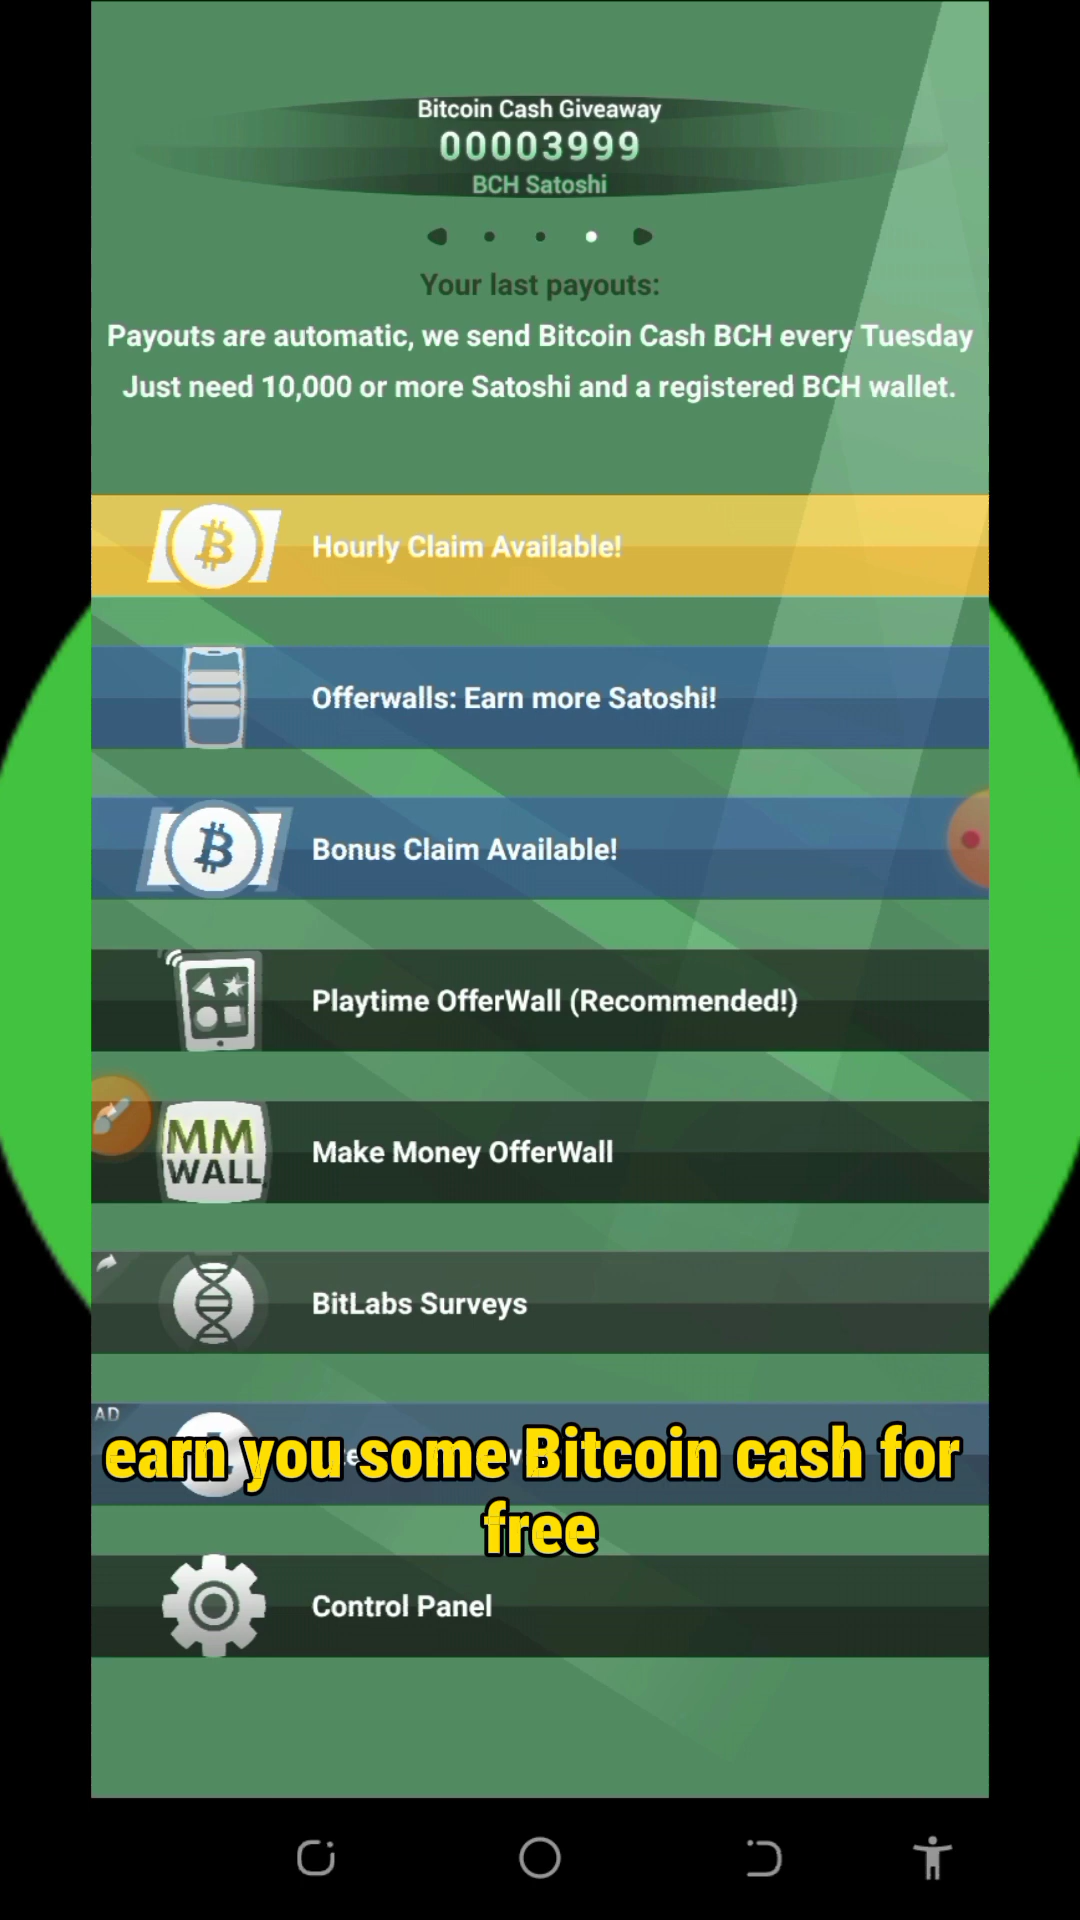 Bitcoin Cash Giveaway
00003999
BCH Satoshi
Your last payouts:
Payouts are automatic, we send Bitcoin Cash BCH every Tuesday
Just need 10,000 or more Satoshi and a registered BCH wallet.
Hourly Claim Available!
Offerwalls: Earn more Satoshi!
Bonus Claim Available!
Playtime OfferWall (Recommended!)
MM
WALL
Make Money OfferWall
BitLabs Surveys
AD
earn you some Bitcoin cash for
free
Control Panel